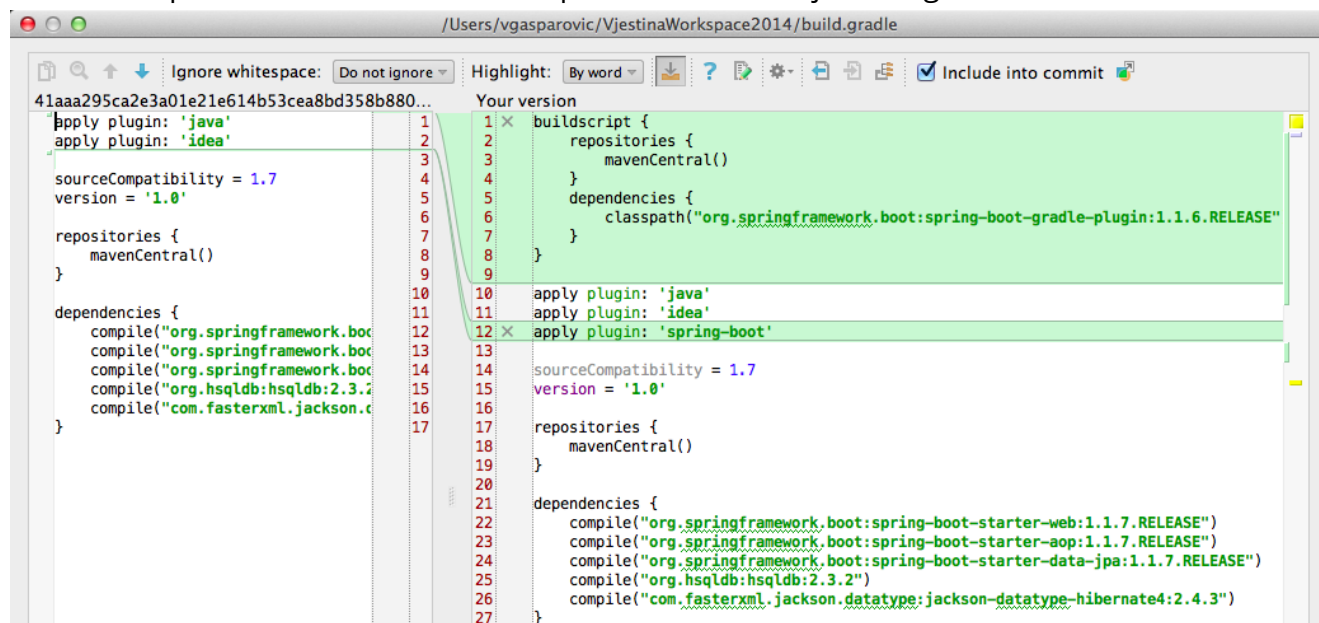 /Users/vgasparovic/VjestinaWorkspace2014/build.gradle
Ignore whitespace: Do not ignore Highlight: By word ? Include into commit
41aaa295ca2e3a01e21e614b53cea8bd358b880... Your version
apply plugin: 'java' 1
apply plugin: 'idea' 2
3
sourceCompatibility = 1.7 4
version = '1.0' 5
6
repositories { 7
mavenCentral() 8
} 9
10
dependencies { 11
compile("org.springframework.boo 12
compile("org.springframework.boo 13
compile("org.springframework.boo 14
compile("org.hsqldb:hsqldb:2.3.2 15
compile("com.fasterxml.jackson.d 16
} 17
1 buildscript {
2 repositories {
3 mavenCentral()
4 }
5 dependencies {
6 classpath("org.springframework.boot:spring-boot-gradle-plugin:1.1.6.RELEASE"
7 }
8 }
9
10 apply plugin: 'java'
11 apply plugin: 'idea'
12 apply plugin: 'spring-boot'
13
14 sourceCompatibility = 1.7
15 version = '1.0'
16
17 repositories {
18 mavenCentral()
19 }
20
21 dependencies {
22 compile("org.springframework.boot:spring-boot-starter-web:1.1.7.RELEASE")
23 compile("org.springframework.boot:spring-boot-starter-aop:1.1.7.RELEASE")
24 compile("org.springframework.boot:spring-boot-starter-data-jpa:1.1.7.RELEASE")
25 compile("org.hsqldb:hsqldb:2.3.2")
26 compile("com.fasterxml.jackson.datatype:jackson-datatype-hibernate4:2.4.3")
27 }